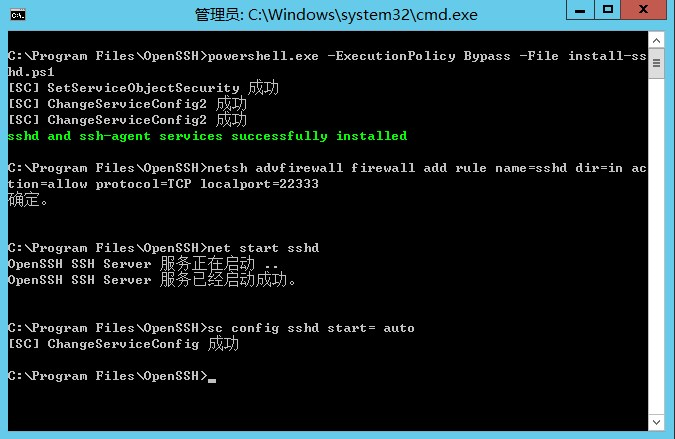 管理员: C:\Windows\system32\cmd.exe
C:\Program Files\OpenSSH>powershell.exe -ExecutionPolicy Bypass -File install-ss
hd.ps1
[SC] SetServiceObjectSecurity 成功
[SC] ChangeServiceConfig2 成功
[SC] ChangeServiceConfig2 成功
sshd and ssh-agent services successfully installed
C:\Program Files\OpenSSH>netsh advfirewall firewall add rule name=sshd dir=in ac
tion=allow protocol=TCP localport=22333
确定。
C:\Program Files\OpenSSH>net start sshd
OpenSSH SSH Server 服务正在启动 ..
OpenSSH SSH Server 服务已经启动成功。
C:\Program Files\OpenSSH>sc config sshd start= auto
[SC] ChangeServiceConfig 成功
C:\Program Files\OpenSSH>